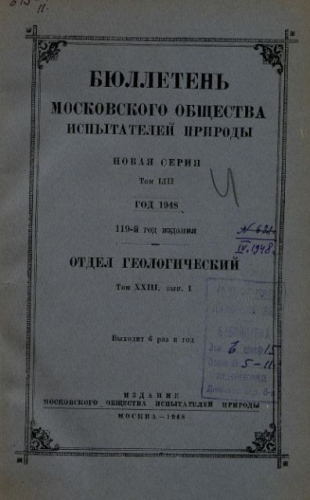 БЮЛЛЕТЕНЬ
МОСКОВСКОГО ОБЩЕСТВА
ИСПЫТАТЕЛЕЙ ПРИРОДЫ
НОВАЯ СЕРИЯ
Том LIII
ГОД 1948
119-й год издания
ОТДЕЛ ГЕОЛОГИЧЕСКИЙ
Том XXIII, вып. 1
Выходит 6 раз в год
ИЗДАНИЕ
МОСКОВСКОГО ОБЩЕСТВА ИСПЫТАТЕЛЕЙ ПРИРОДЫ
МОСКВА—1948